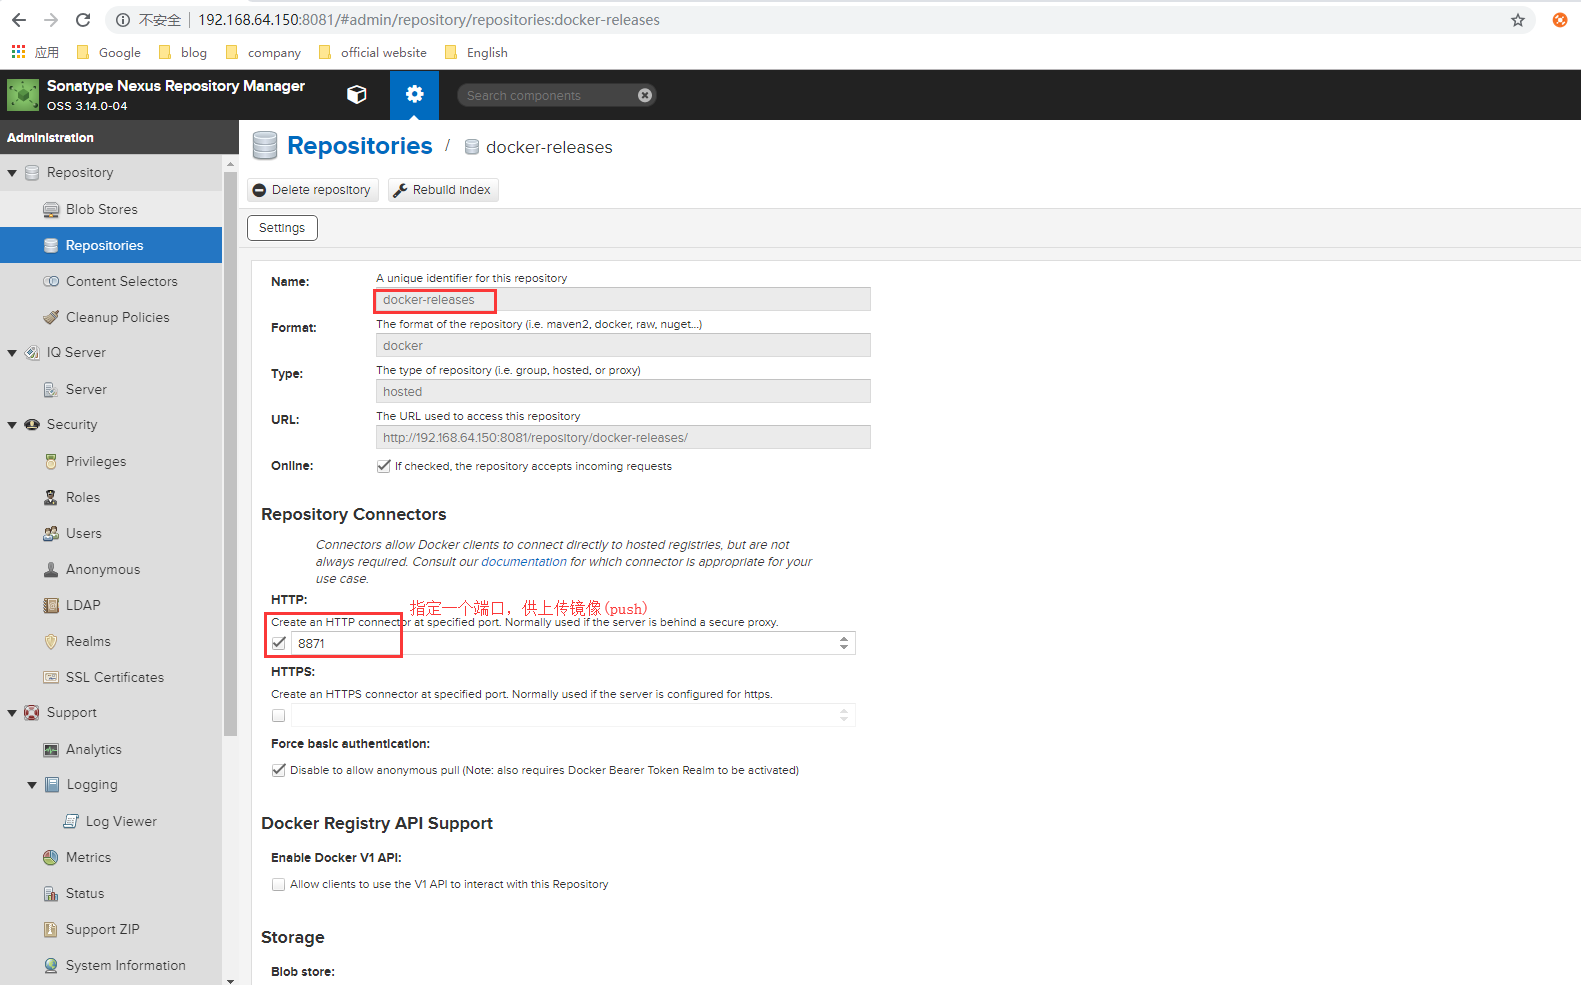 不安全 192.168.64.150:8081/#admin/repository/repositories:docker-releases
应用 Google blog company official website English
Sonatype Nexus Repository Manager
OSS 3.14.0-04
Search components
Administration
Repository
Blob Stores
Repositories
Content Selectors
Cleanup Policies
IQ Server
Server
Security
Privileges
Roles
Users
Anonymous
LDAP
Realms
SSL Certificates
Support
Analytics
Logging
Log Viewer
Metrics
Status
Support ZIP
System Information
Repositories / docker-releases
Delete repository Rebuild index
Settings
Name: A unique identifier for this repository
docker-releases
Format: The format of the repository (i.e. maven2, docker, raw, nuget...)
docker
Type: The type of repository (i.e. group, hosted, or proxy)
hosted
URL: The URL used to access this repository
http://192.168.64.150:8081/repository/docker-releases/
Online: If checked, the repository accepts incoming requests
Repository Connectors
Connectors allow Docker clients to connect directly to hosted registries, but are not
always required. Consult our documentation for which connector is appropriate for your
use case.
HTTP:
指定一个端口，供上传镜像(push)
Create an HTTP connector at specified port. Normally used if the server is behind a secure proxy.
8871
HTTPS:
Create an HTTPS connector at specified port. Normally used if the server is configured for https.
Force basic authentication:
Disable to allow anonymous pull (Note: also requires Docker Bearer Token Realm to be activated)
Docker Registry API Support
Enable Docker V1 API:
Allow clients to use the V1 API to interact with this Repository
Storage
Blob store: